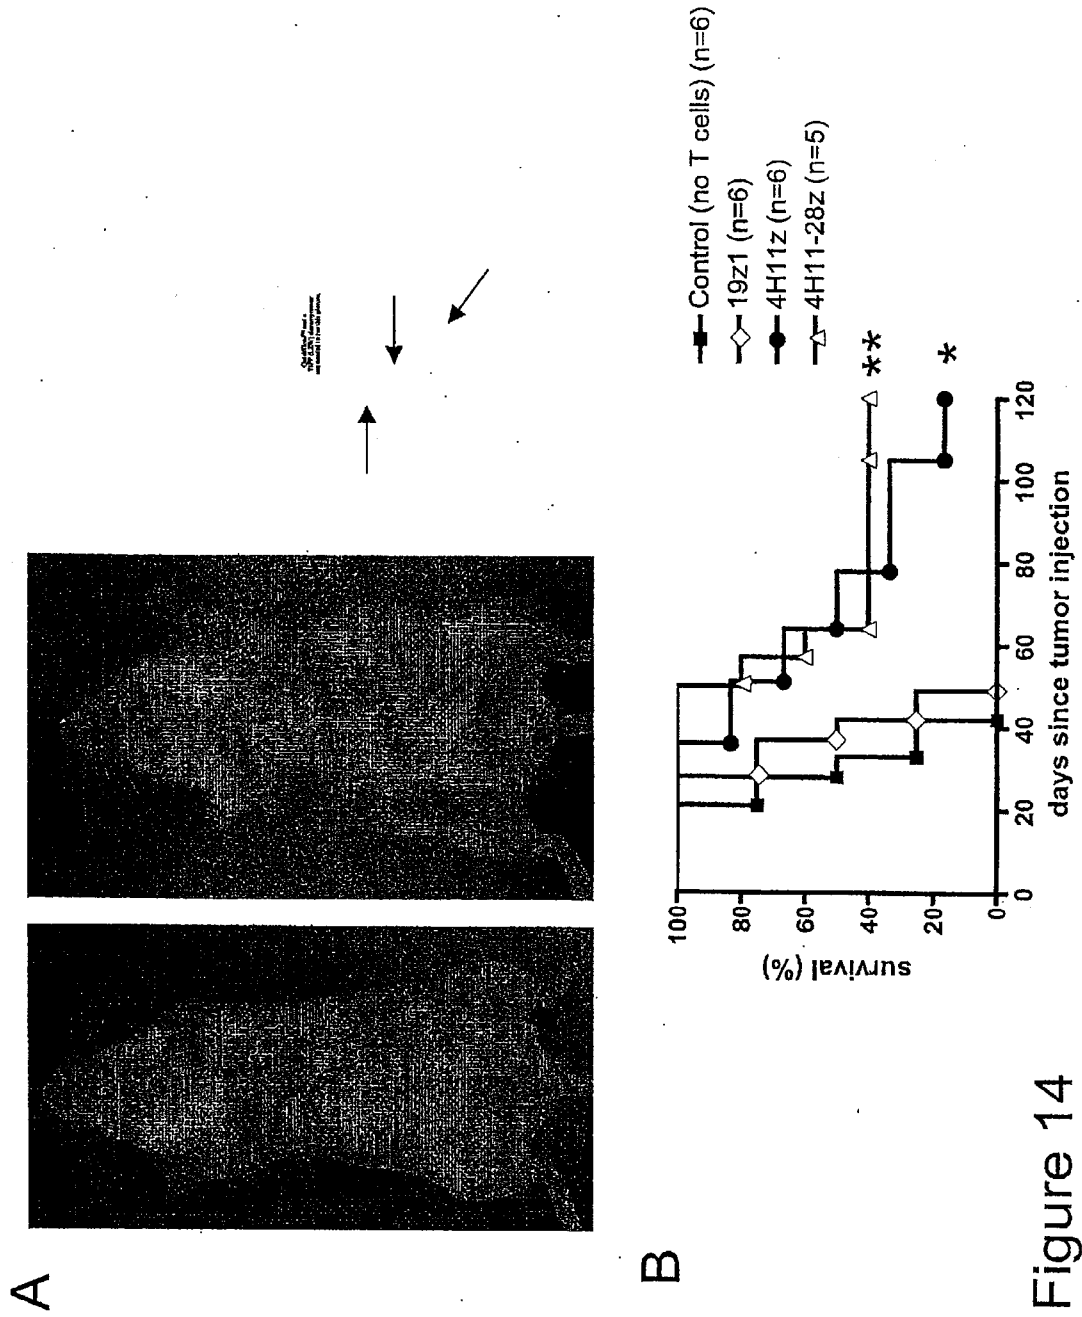 A
B
Control (no T cells) (n=6)
19z1 (n=6)
4H11z (n=6)
4H11-28z (n=5)
survival (%)
100
80
60
40
20
0
**
*
0
20
40
60
80
100
120
days since tumor injection
Figure 14